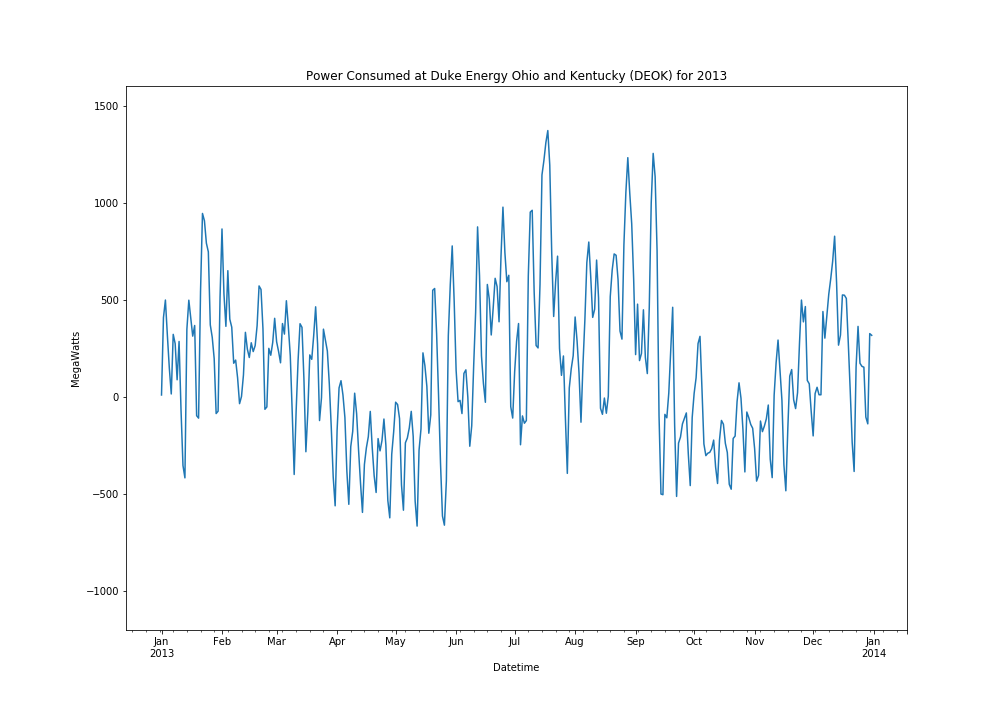 Power Consumed at Duke Energy Ohio and Kentucky (DEOK) for 2013
1500
1000
500
0
−500
−1000
MegaWatts
Jan Feb Mar Apr May Jun Jul Aug Sep Oct Nov Dec Jan
2013 2014
Datetime